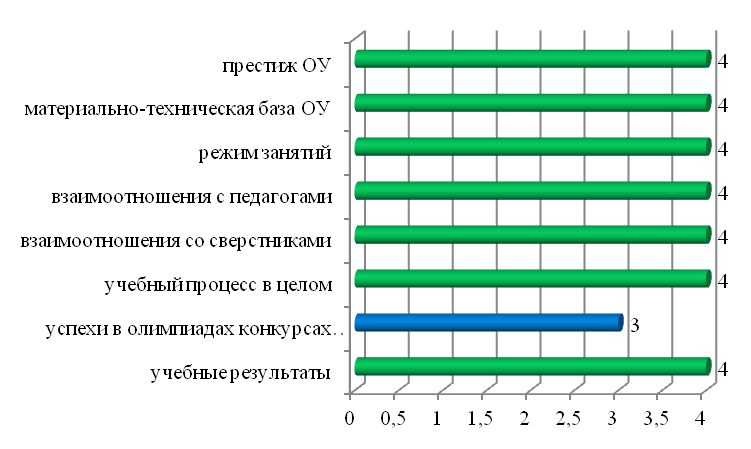 престиж ОУ 4
материально-техническая база ОУ 4
режим занятий 4
взаимоотношения с педагогами 4
взаимоотношения со сверстниками 4
учебный процесс в целом 4
успехи в олимпиадах конкурсах.. 3
учебные результаты 4
0 0,5 1 1,5 2 2,5 3 3,5 4